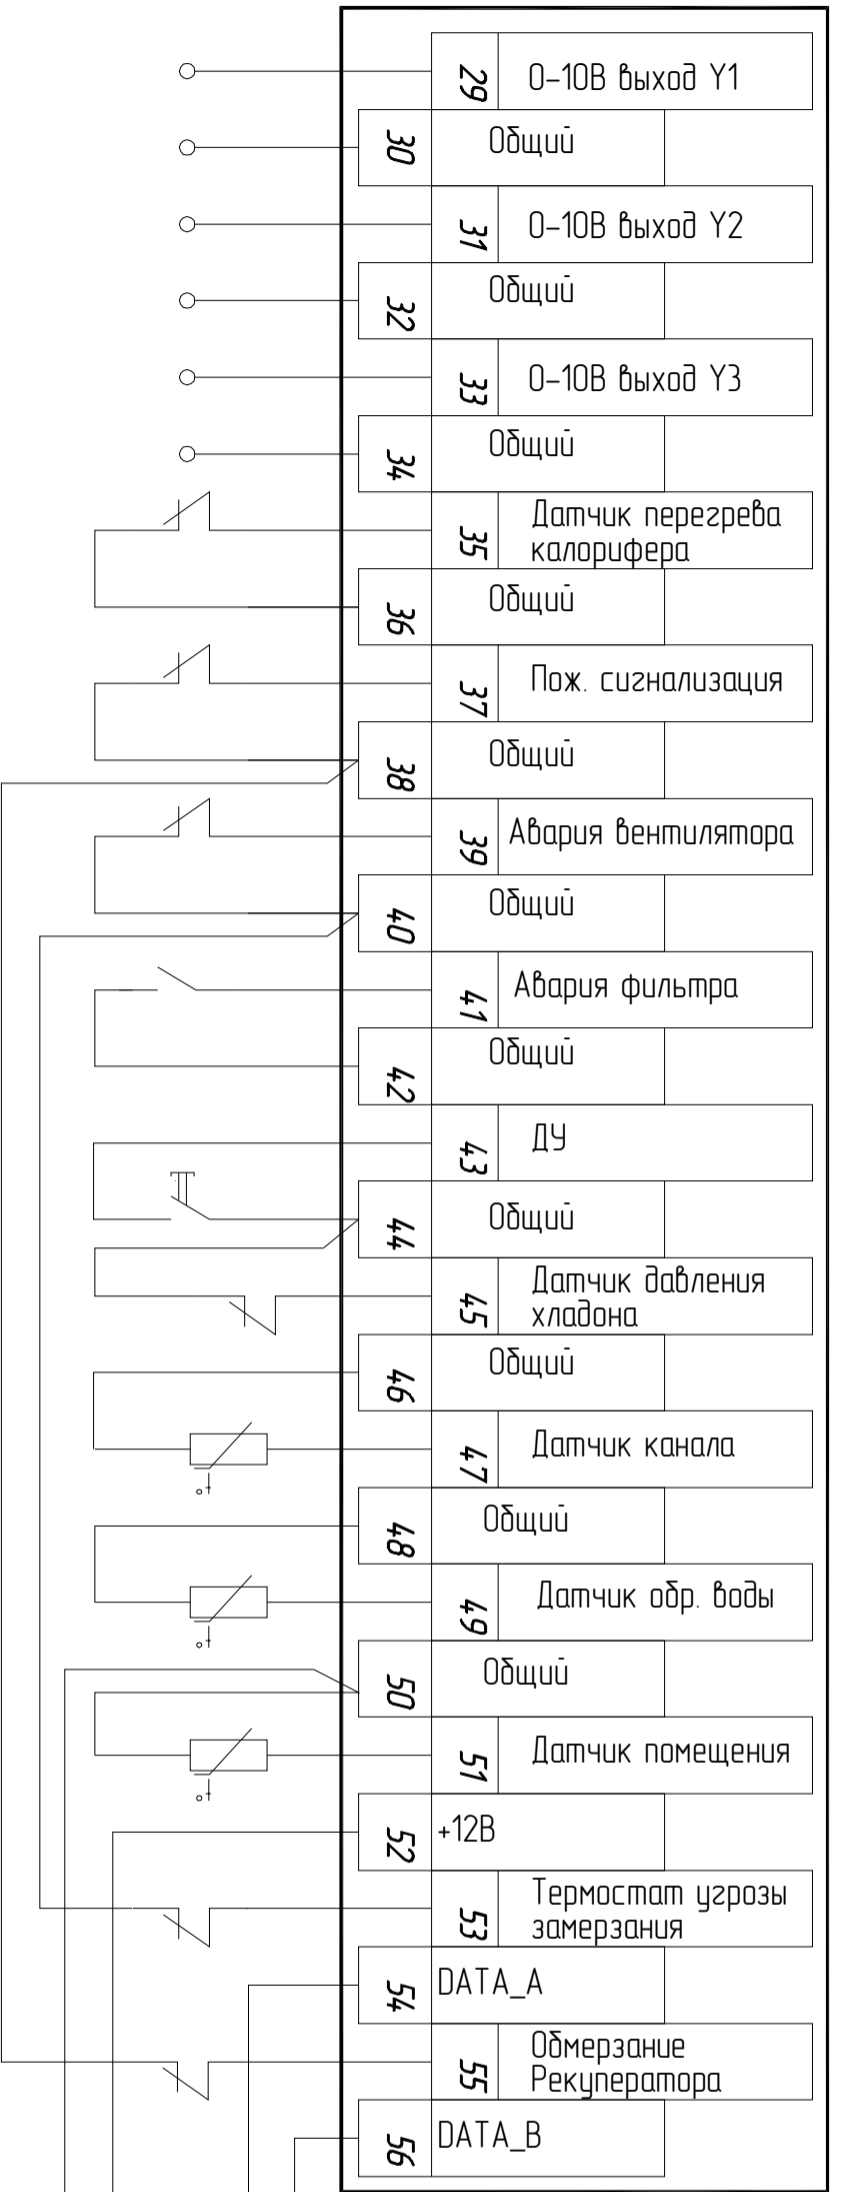 29 0-10В выход Y1
30 Общий
31 0-10В выход Y2
32 Общий
33 0-10В выход Y3
34 Общий
35 Датчик перегрева
калорифера
36 Общий
37 Пож. сигнализация
38 Общий
39 Авария вентилятора
40 Общий
41 Авария фильтра
42 Общий
43 ДУ
44 Общий
45 Датчик давления
хладона
46 Общий
47 Датчик канала
t°
48 Общий
49 Датчик обр. воды
t°
50 Общий
51 Датчик помещения
t°
52 +12В
53 Термостат угрозы
замерзания
54 DATA_A
55 Обмерзание
Рекуператора
56 DATA_B